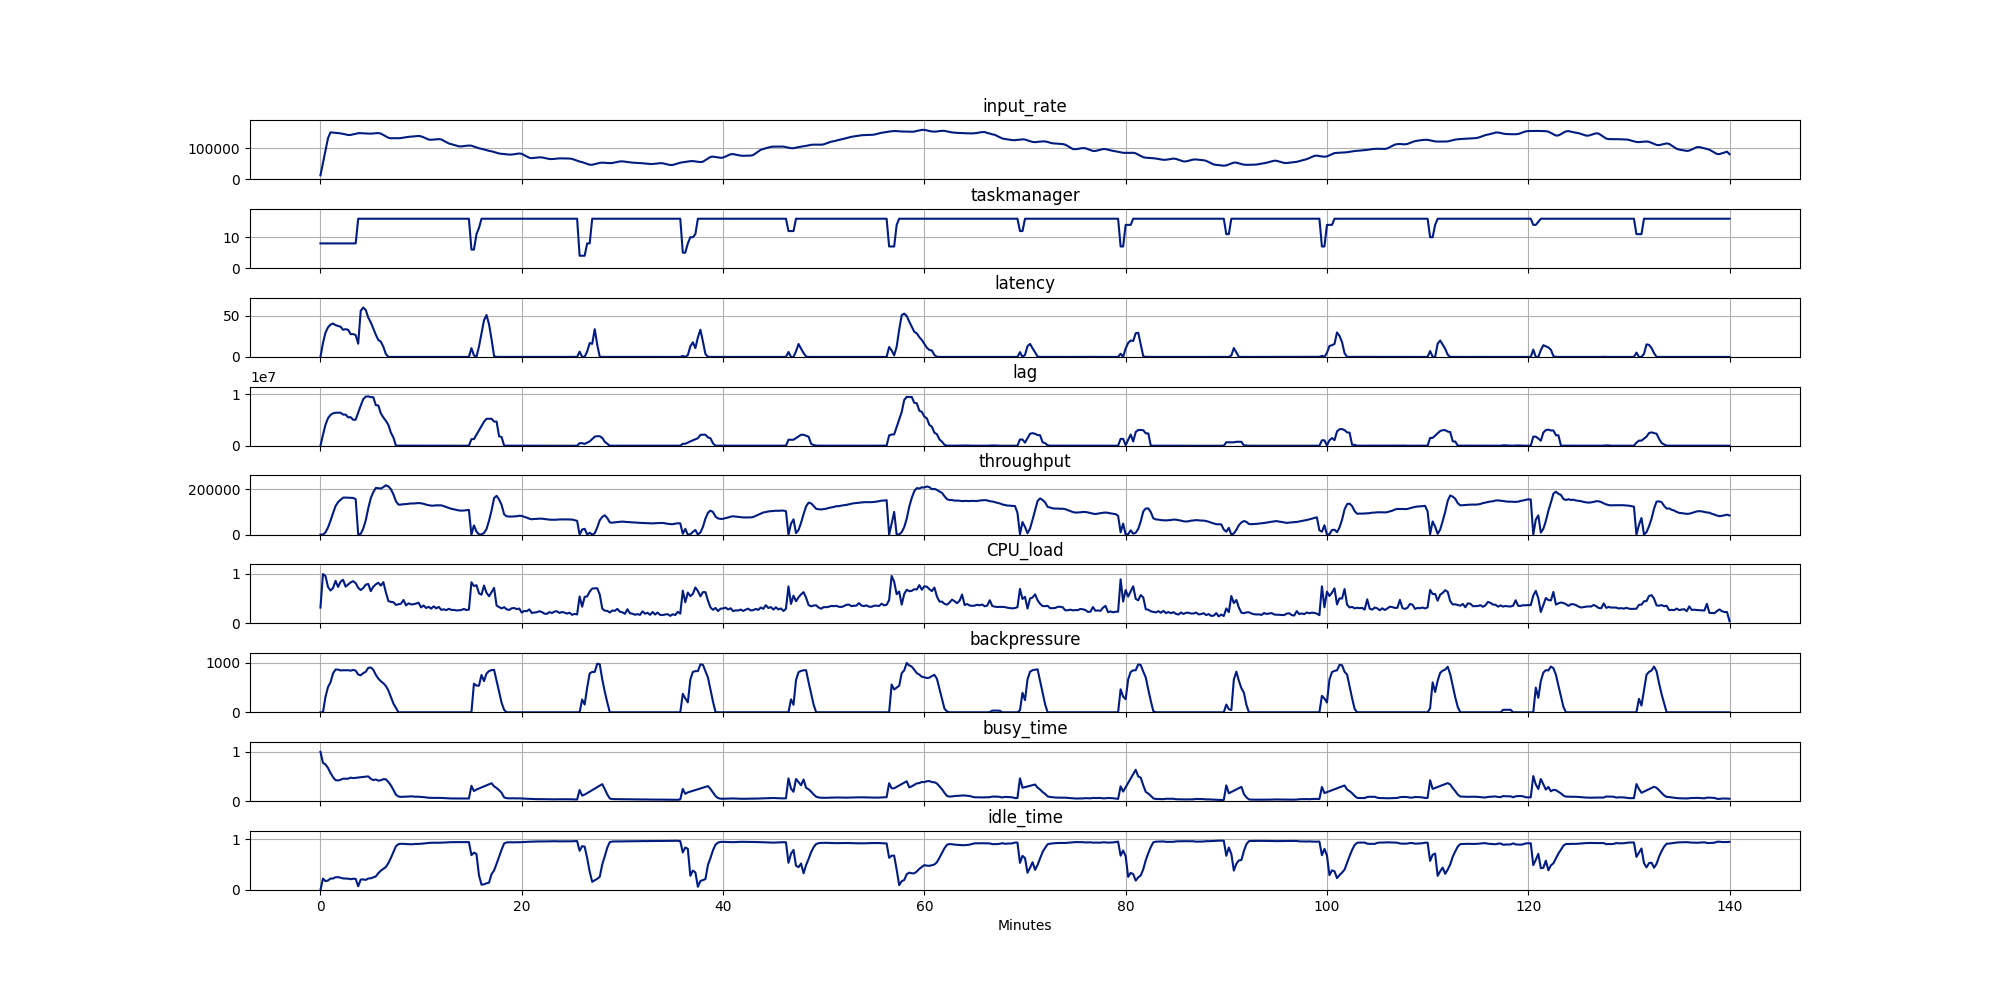 input_rate
100000
0
taskmanager
10
0
latency
50
0
1e7
lag
1
0
throughput
200000
0
CPU_load
1
0
backpressure
1000
0
busy_time
1
0
idle_time
1
0
0 20 40 60 80 100 120 140
Minutes